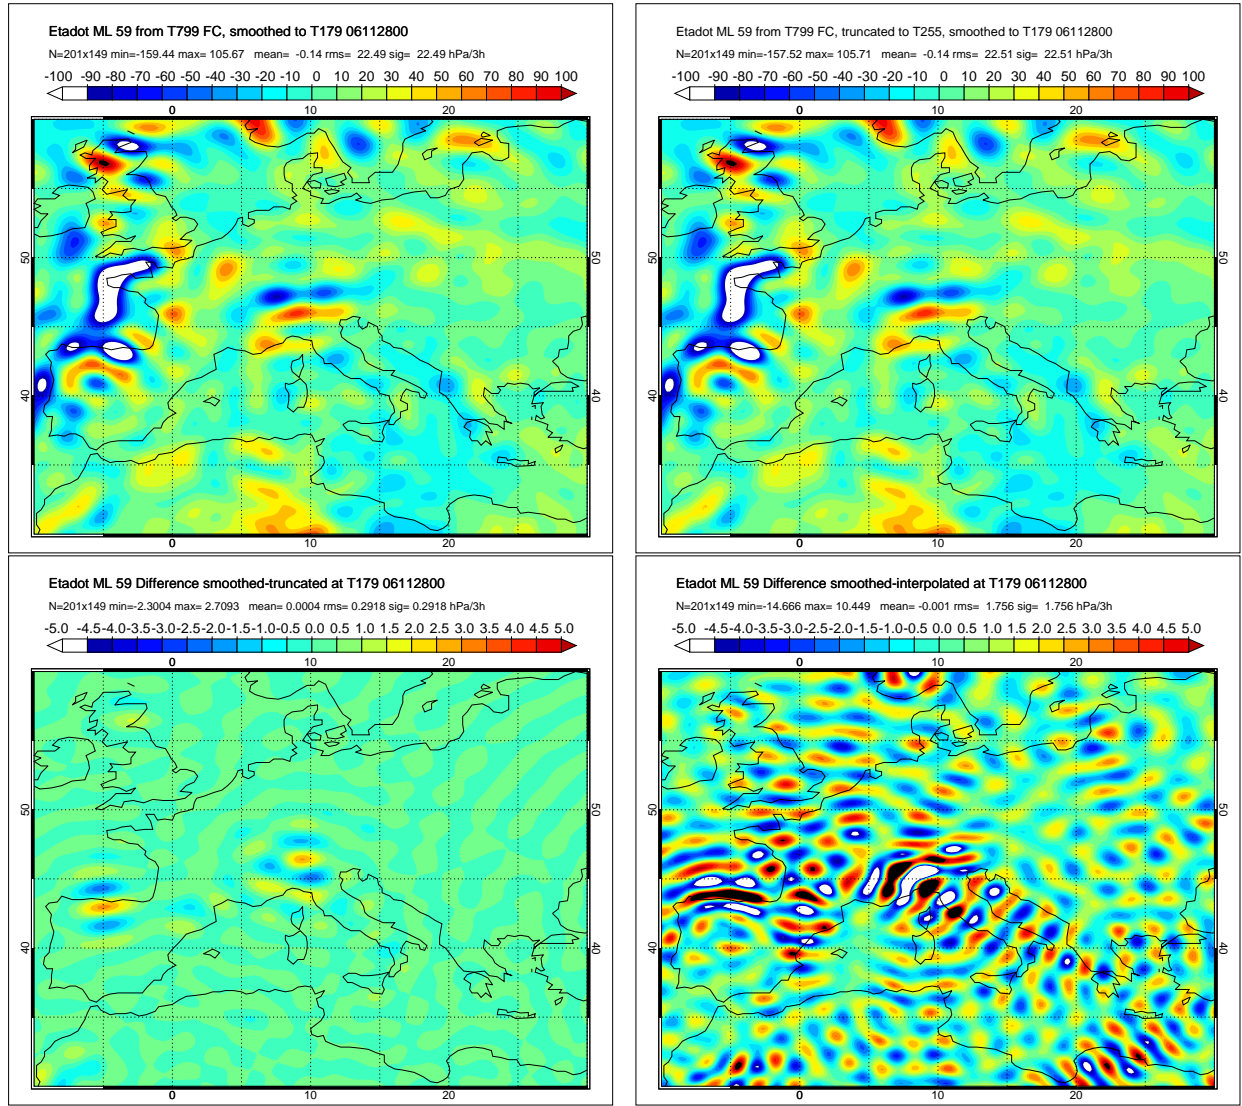 Etadot ML 59 from T799 FC, smoothed to T179 06112800
N=201x149 min=-159.44 max= 105.67 mean= -0.14 rms= 22.49 sig= 22.49 hPa/3h
-100 -90 -80 -70 -60 -50 -40 -30 -20 -10 0 10 20 30 40 50 60 70 80 90 100
0 10 20
50
40
0 10 20
Etadot ML 59 from T799 FC, truncated to T255, smoothed to T179 06112800
N=201x149 min=-157.52 max= 105.71 mean= -0.14 rms= 22.51 sig= 22.51 hPa/3h
-100 -90 -80 -70 -60 -50 -40 -30 -20 -10 0 10 20 30 40 50 60 70 80 90 100
0 10 20
50
40
0 10 20
Etadot ML 59 Difference smoothed-truncated at T179 06112800
N=201x149 min=-2.3004 max= 2.7093 mean= 0.0004 rms= 0.2918 sig= 0.2918 hPa/3h
-5.0 -4.5 -4.0 -3.5 -3.0 -2.5 -2.0 -1.5 -1.0 -0.5 0.0 0.5 1.0 1.5 2.0 2.5 3.0 3.5 4.0 4.5 5.0
0 10 20
50
40
0 10 20
Etadot ML 59 Difference smoothed-interpolated at T179 06112800
N=201x149 min=-14.666 max= 10.449 mean= -0.001 rms= 1.756 sig= 1.756 hPa/3h
-5.0 -4.5 -4.0 -3.5 -3.0 -2.5 -2.0 -1.5 -1.0 -0.5 0.0 0.5 1.0 1.5 2.0 2.5 3.0 3.5 4.0 4.5 5.0
0 10 20
50
40
0 10 20